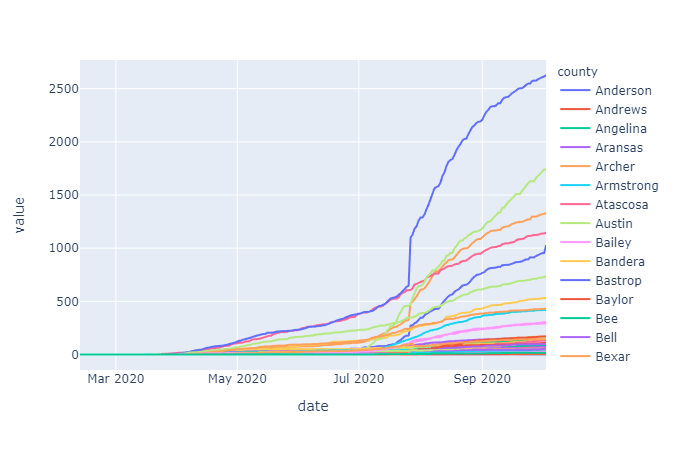 county
2500
2000
1500
1000
500
0
value
Mar 2020
May 2020
Jul 2020
Sep 2020
date
Anderson
Andrews
Angelina
Aransas
Archer
Armstrong
Atascosa
Austin
Bailey
Bandera
Bastrop
Baylor
Bee
Bell
Bexar